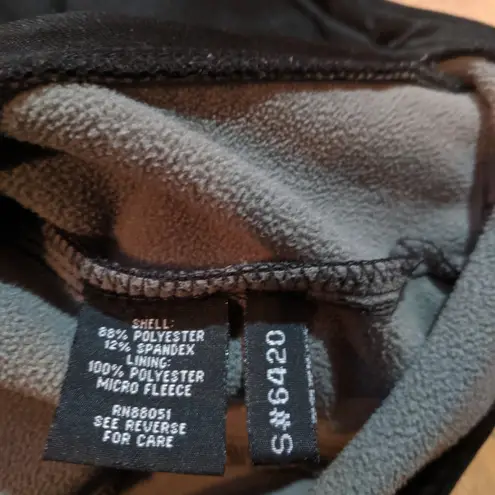 SHELL:
88% POLYESTER
12% SPANDEX
LINING:
100% POLYESTER
MICRO FLEECE
RN88051
SEE REVERSE
FOR CARE
S#6420